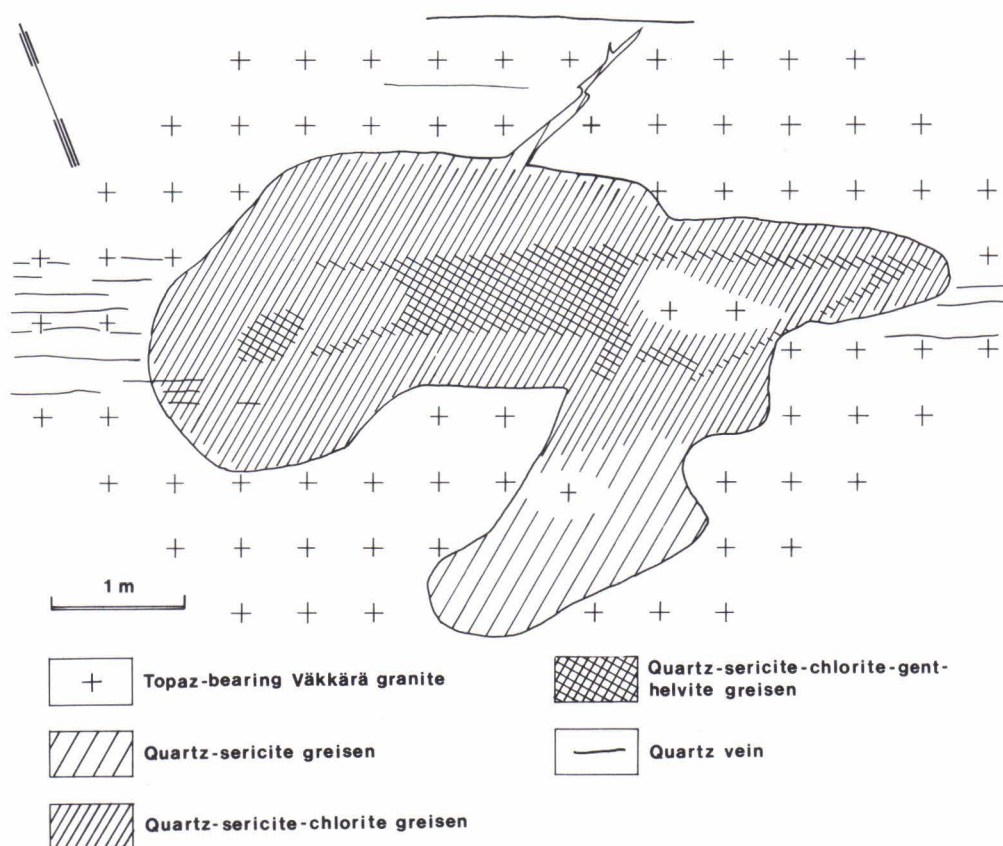 1 m
Topaz-bearing Väkkärä granite
Quartz-sericite greisen
Quartz-sericite-chlorite greisen
Quartz-sericite-chlorite-gent-
helvite greisen
Quartz vein